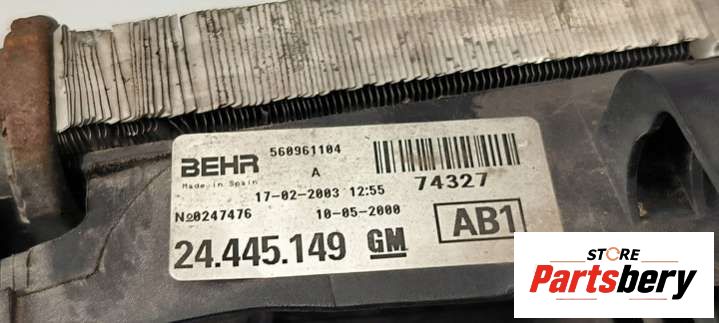 BEHR 560961104
Made in Spain A 74327
17-02-2003 12:55
No0247476 10-05-2000
24.445.149 GM AB1
STORE
Partsbery